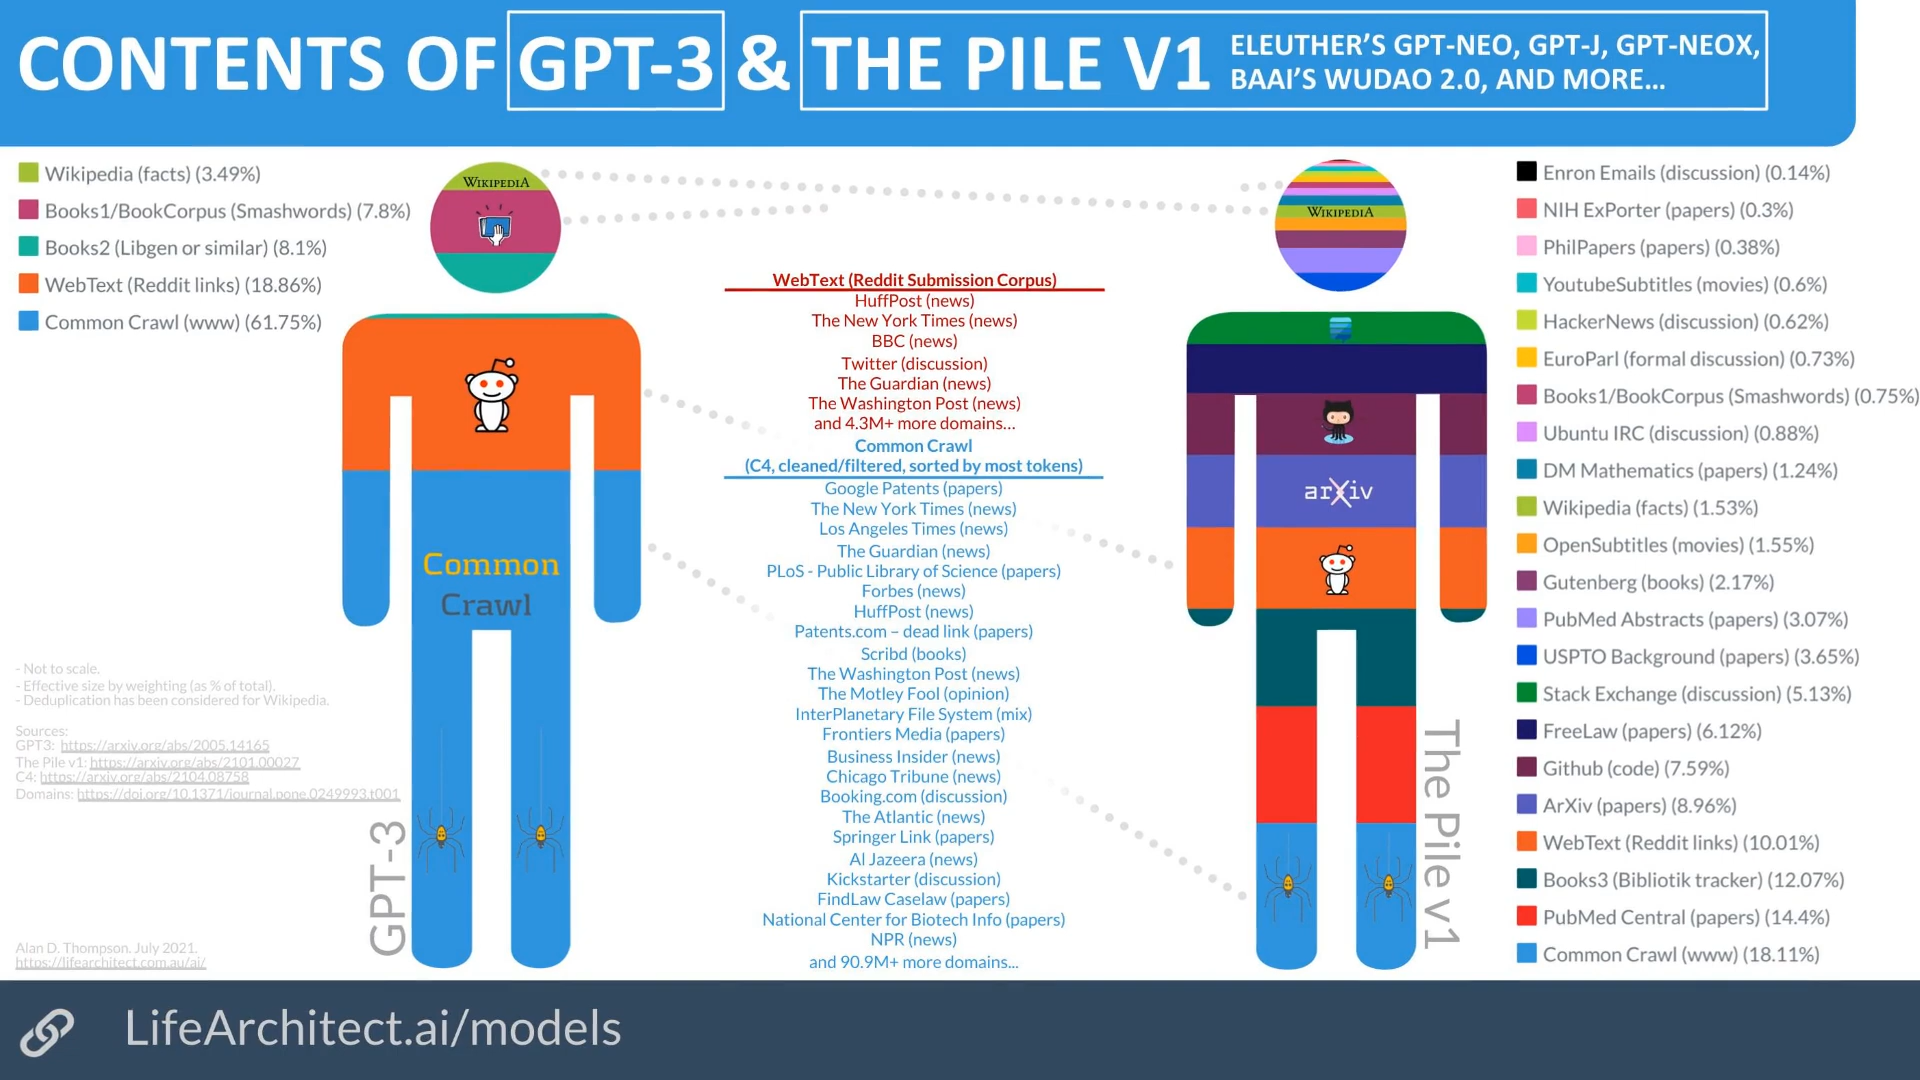 CONTENTS OF GPT-3 & THE PILE V1
ELEUTHER'S GPT-NEO, GPT-J, GPT-NEOX,
BAAI'S WUDAO 2.0, AND MORE...
Wikipedia (facts) (3.49%)
Books1/BookCorpus (Smashwords) (7.8%)
Books2 (Libgen or similar) (8.1%)
WebText (Reddit links) (18.86%)
Common Crawl (www) (61.75%)
WIKIPEDIA
Common
Crawl
GPT-3
- Not to scale.
- Effective size by weighting (as % of total).
- Deduplication has been considered for Wikipedia.
Sources:
GPT3: https://arxiv.org/abs/2005.14165
The Pile v1: https://arxiv.org/abs/2101.00027
C4: https://arxiv.org/abs/2104.08758
Domains: https://doi.org/10.1371/journal.pone.0249993.t001
Alan D. Thompson. July 2021.
https://lifearchitect.com.au/ai/
WebText (Reddit Submission Corpus)
HuffPost (news)
The New York Times (news)
BBC (news)
Twitter (discussion)
The Guardian (news)
The Washington Post (news)
and 4.3M+ more domains...
Common Crawl
(C4, cleaned/filtered, sorted by most tokens)
Google Patents (papers)
The New York Times (news)
Los Angeles Times (news)
The Guardian (news)
PLoS - Public Library of Science (papers)
Forbes (news)
HuffPost (news)
Patents.com – dead link (papers)
Scribd (books)
The Washington Post (news)
The Motley Fool (opinion)
InterPlanetary File System (mix)
Frontiers Media (papers)
Business Insider (news)
Chicago Tribune (news)
Booking.com (discussion)
The Atlantic (news)
Springer Link (papers)
Al Jazeera (news)
Kickstarter (discussion)
FindLaw Caselaw (papers)
National Center for Biotech Info (papers)
NPR (news)
and 90.9M+ more domains...
WIKIPEDIA
arXiv
The Pile v1
Enron Emails (discussion) (0.14%)
NIH ExPorter (papers) (0.3%)
PhilPapers (papers) (0.38%)
YoutubeSubtitles (movies) (0.6%)
HackerNews (discussion) (0.62%)
EuroParl (formal discussion) (0.73%)
Books1/BookCorpus (Smashwords) (0.75%)
Ubuntu IRC (discussion) (0.88%)
DM Mathematics (papers) (1.24%)
Wikipedia (facts) (1.53%)
OpenSubtitles (movies) (1.55%)
Gutenberg (books) (2.17%)
PubMed Abstracts (papers) (3.07%)
USPTO Background (papers) (3.65%)
Stack Exchange (discussion) (5.13%)
FreeLaw (papers) (6.12%)
Github (code) (7.59%)
ArXiv (papers) (8.96%)
WebText (Reddit links) (10.01%)
Books3 (Bibliotik tracker) (12.07%)
PubMed Central (papers) (14.4%)
Common Crawl (www) (18.11%)
LifeArchitect.ai/models